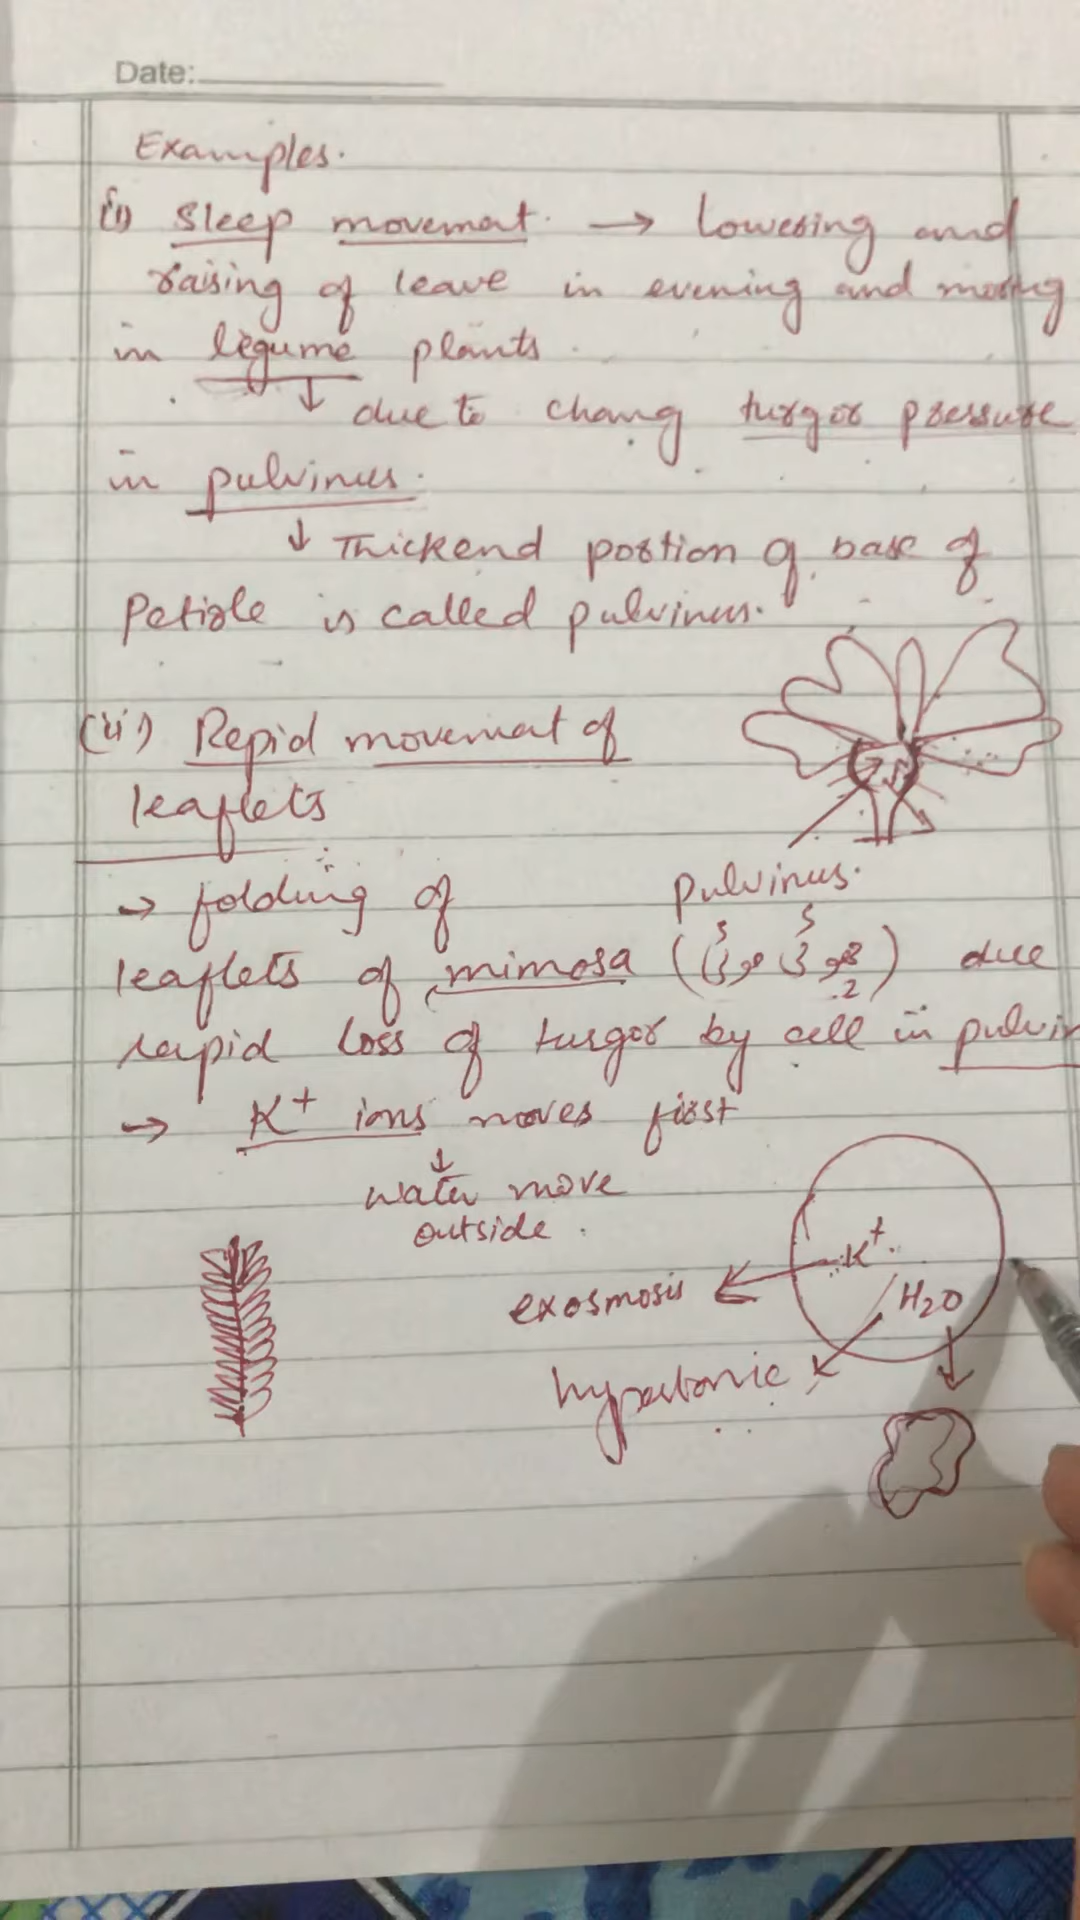 Date:
Examples.
(i) Sleep movement. → Lowering and
raising of leave in evening and morning
in legume plants
↓ due to chang turgor pressure
in pulvinus.
↓ Thickend portion of base of
Petiole is called pulvinus.
(ii) Repid movement of
leaflets
→ folding of
pulvinus.
leaflets of mimosa ( ) due
rapid loss of turgor by cell in pulvin
→ K+ ions moves first
↓
water move
outside.
K+
H2O
exosmosis
hypertonic